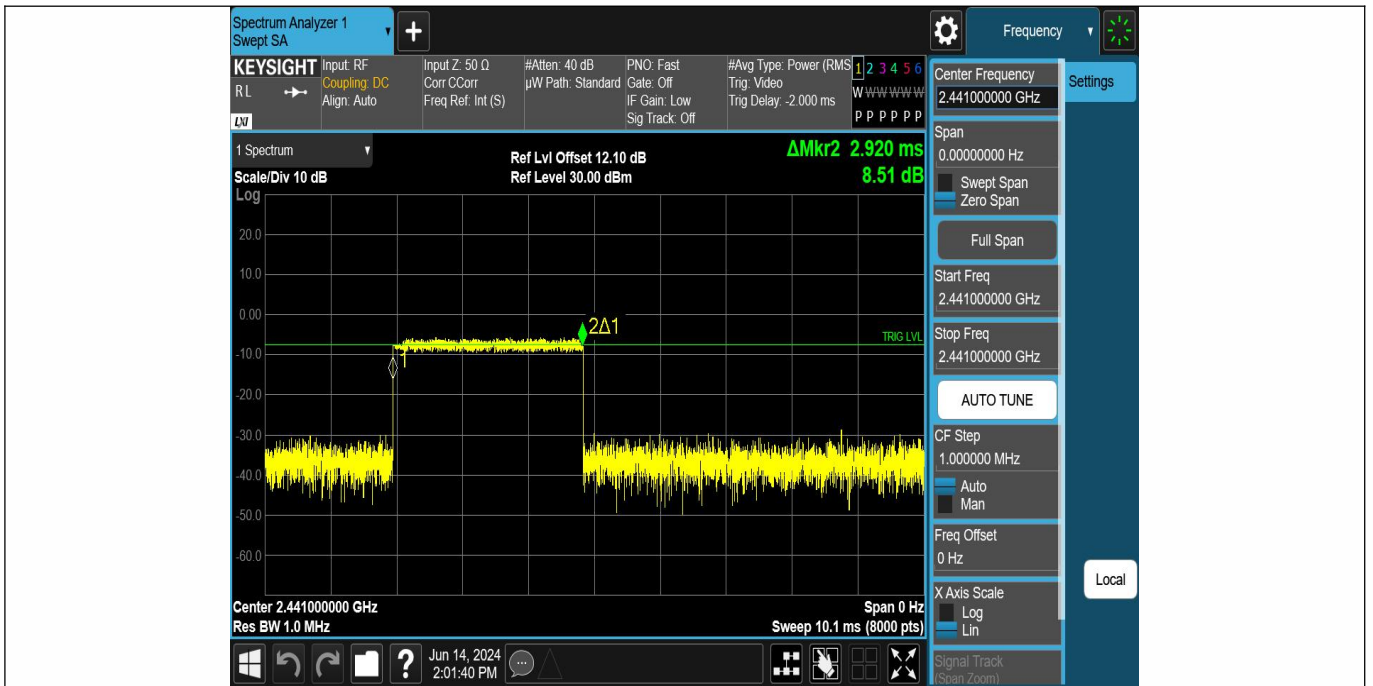 Spectrum Analyzer 1
Swept SA
+
Frequency
KEYSIGHT
RL
LXI
Input: RF
Coupling: DC
Align: Auto
Input Z: 50 Ω
Corr CCorr
Freq Ref: Int (S)
#Atten: 40 dB
µW Path: Standard
PNO: Fast
Gate: Off
IF Gain: Low
Sig Track: Off
#Avg Type: Power (RMS
Trig: Video
Trig Delay: -2.000 ms
1 2 3 4 5 6
W W W W W W
P P P P P P
1 Spectrum
Scale/Div 10 dB
Ref Lvl Offset 12.10 dB
Ref Level 30.00 dBm
ΔMkr2 2.920 ms
8.51 dB
Log
20.0
10.0
0.00
-10.0
-20.0
-30.0
-40.0
-50.0
-60.0
2Δ1
1
TRIG LVL
Center 2.441000000 GHz
Res BW 1.0 MHz
Span 0 Hz
Sweep 10.1 ms (8000 pts)
Center Frequency
2.441000000 GHz
Settings
Span
0.00000000 Hz
Swept Span
Zero Span
Full Span
Start Freq
2.441000000 GHz
Stop Freq
2.441000000 GHz
AUTO TUNE
CF Step
1.000000 MHz
Auto
Man
Freq Offset
0 Hz
Local
X Axis Scale
Log
Lin
Signal Track
(Span Zoom)
?
Jun 14, 2024
2:01:40 PM